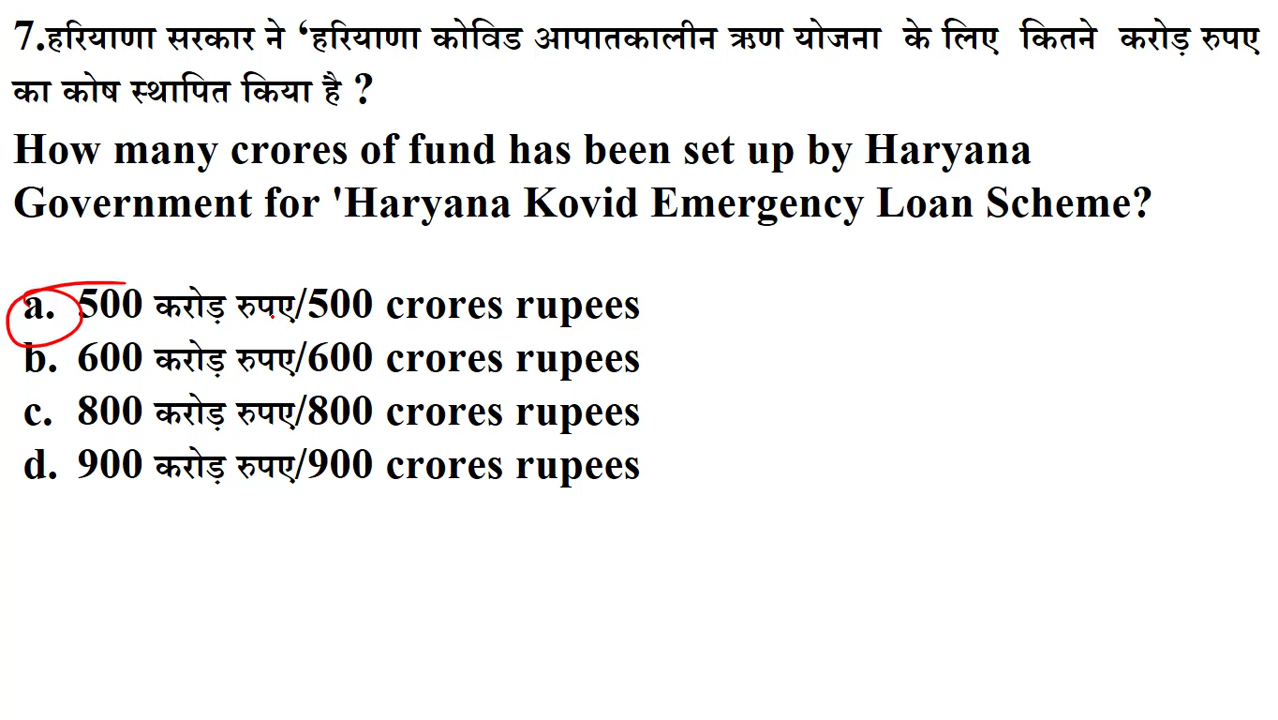 7.हरियाणा सरकार ने ‘हरियाणा कोविड आपातकालीन ऋण योजना के लिए कितने करोड़ रुपए
का कोष स्थापित किया है ?
How many crores of fund has been set up by Haryana
Government for 'Haryana Kovid Emergency Loan Scheme?
a. 500 करोड़ रुपए/500 crores rupees
b. 600 करोड़ रुपए/600 crores rupees
c. 800 करोड़ रुपए/800 crores rupees
d. 900 करोड़ रुपए/900 crores rupees